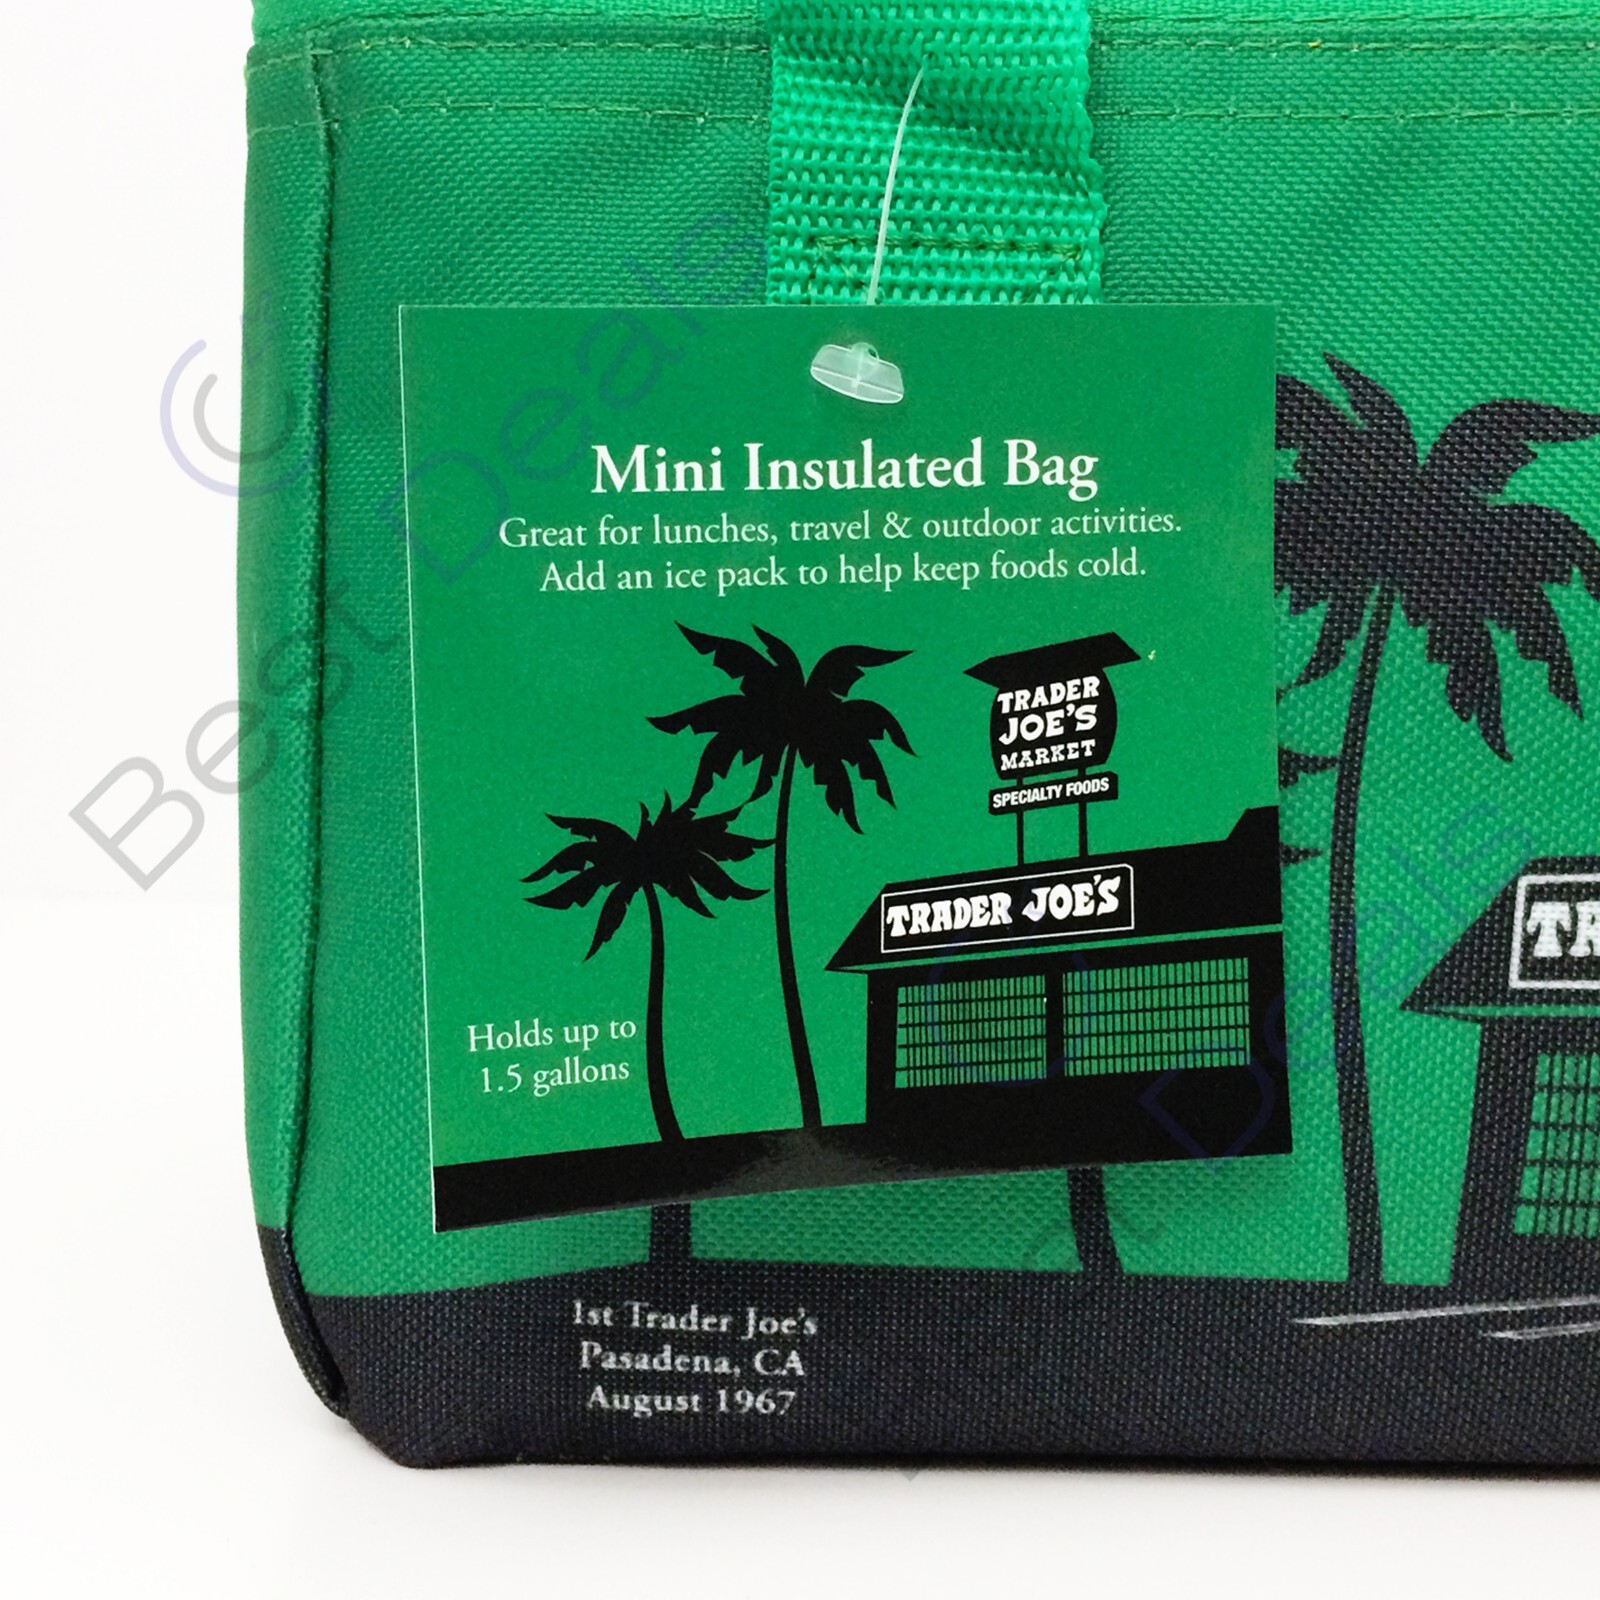 Mini Insulated Bag
Great for lunches, travel & outdoor activities.
Add an ice pack to help keep foods cold.
TRADER
JOE'S
MARKET
SPECIALTY FOODS
TRADER JOE'S
Holds up to
1.5 gallons
TR
1st Trader Joe's
Pasadena, CA
August 1967
© Best Deals
Deals